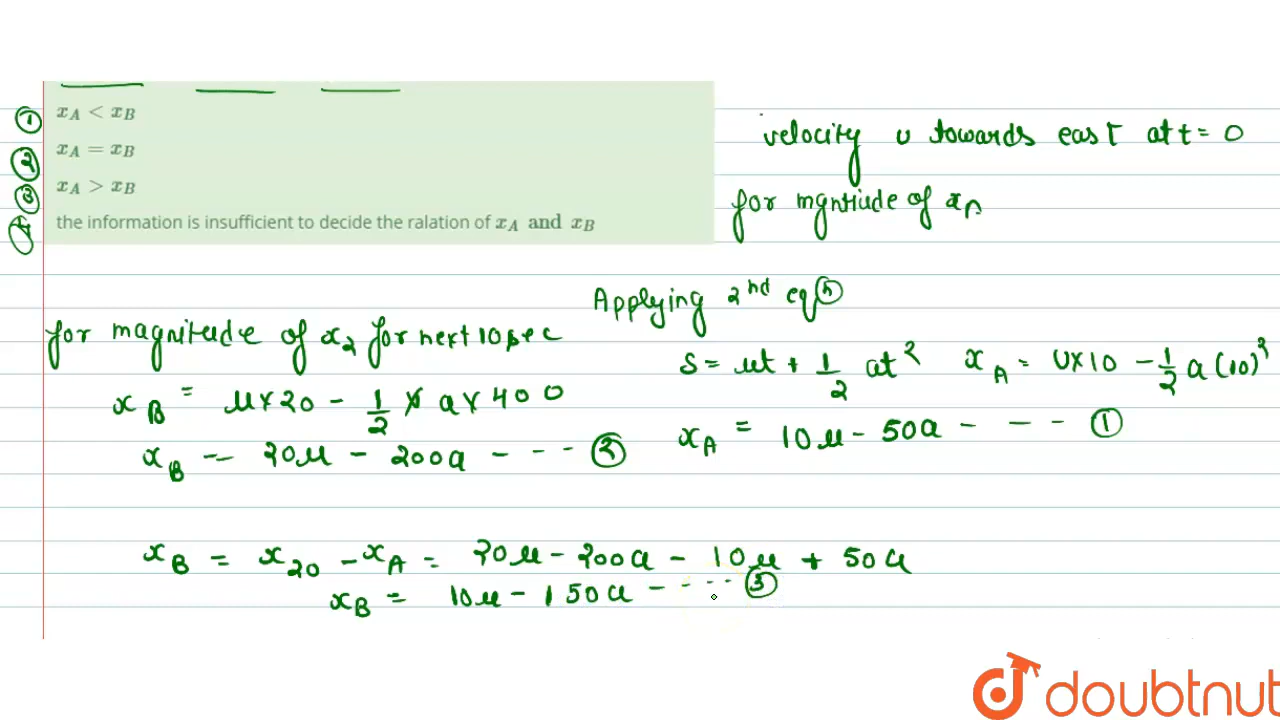 ① x_A < x_B
② x_A = x_B
③ x_A > x_B
④ the information is insufficient to decide the ralation of x_A and x_B
velocity u towards east at t = 0
for mgntiude of x_A
Applying 2nd eqⓝ
S = ut + 1/2 at² x_A = U×10 - 1/2 a(10)²
x_A = 10u - 50a - - - ①
for magnitude of x₂ for next 10 sec
x_B = u×20 - 1/2 × a×400
x_B = 20u - 200a - - - ②
x_B = x_20 - x_A = 20u - 200a - 10u + 50a
x_B = 10u - 150a - - - ③
doubtnut